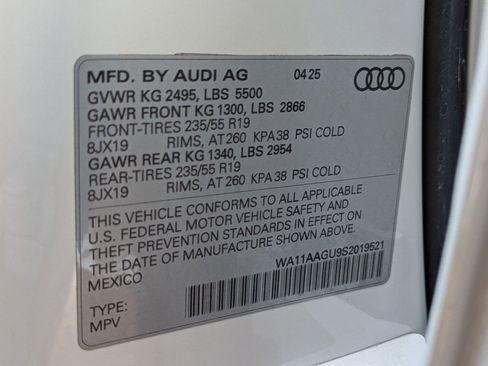 MFD. BY AUDI AG 04 25
GVWR KG 2495, LBS 5500
GAWR FRONT KG 1300, LBS 2866
FRONT-TIRES 235/55 R19
8JX19 RIMS, AT 260 KPA 38 PSI COLD
GAWR REAR KG 1340, LBS 2954
REAR-TIRES 235/55 R19
8JX19 RIMS, AT 260 KPA 38 PSI COLD
THIS VEHICLE CONFORMS TO ALL APPLICABLE
U.S. FEDERAL MOTOR VEHICLE SAFETY AND
THEFT PREVENTION STANDARDS IN EFFECT ON
THE DATE OF MANUFACTURE SHOWN ABOVE.
MEXICO WA11AAGU9S2019521
TYPE:
MPV